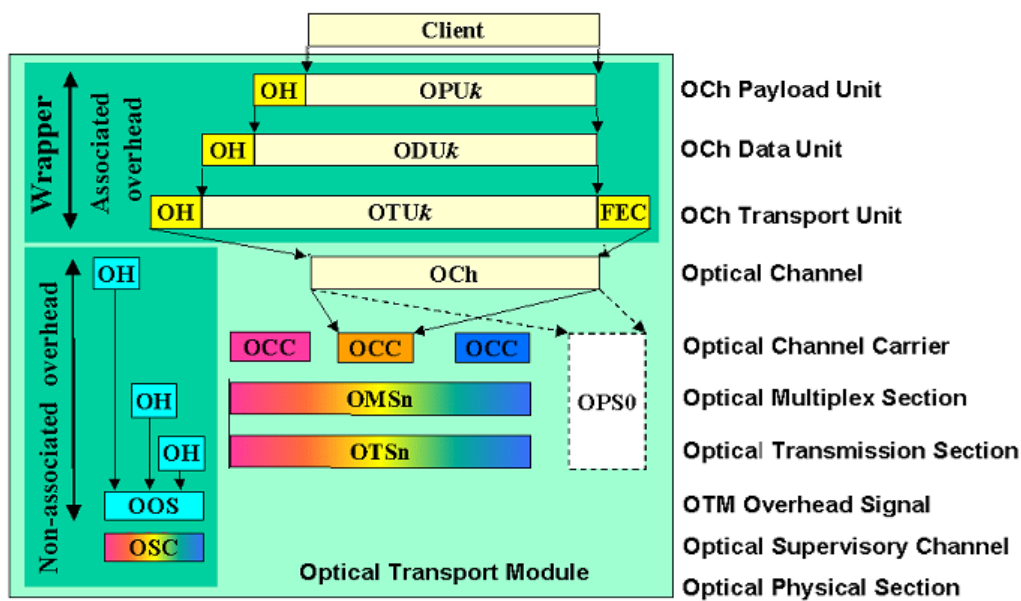 Client
OH OPUk OCh Payload Unit
OH ODUk OCh Data Unit
OH OTUk FEC OCh Transport Unit
Wrapper
Associated
overhead
OH OCh Optical Channel
OCC OCC OCC Optical Channel Carrier
OH OMSn OPS0 Optical Multiplex Section
OH OTSn Optical Transmission Section
OOS OTM Overhead Signal
OSC Optical Supervisory Channel
Non-associated overhead
Optical Transport Module
Optical Physical Section